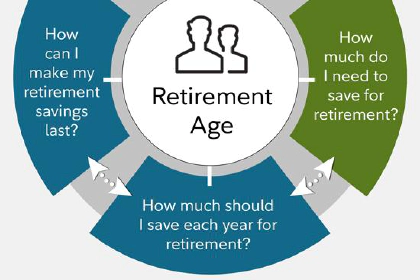 How
can I
make my
retirement
savings
last?
Retirement
Age
How
much do
I need to
save for
retirement?
How much should
I save each year for
retirement?